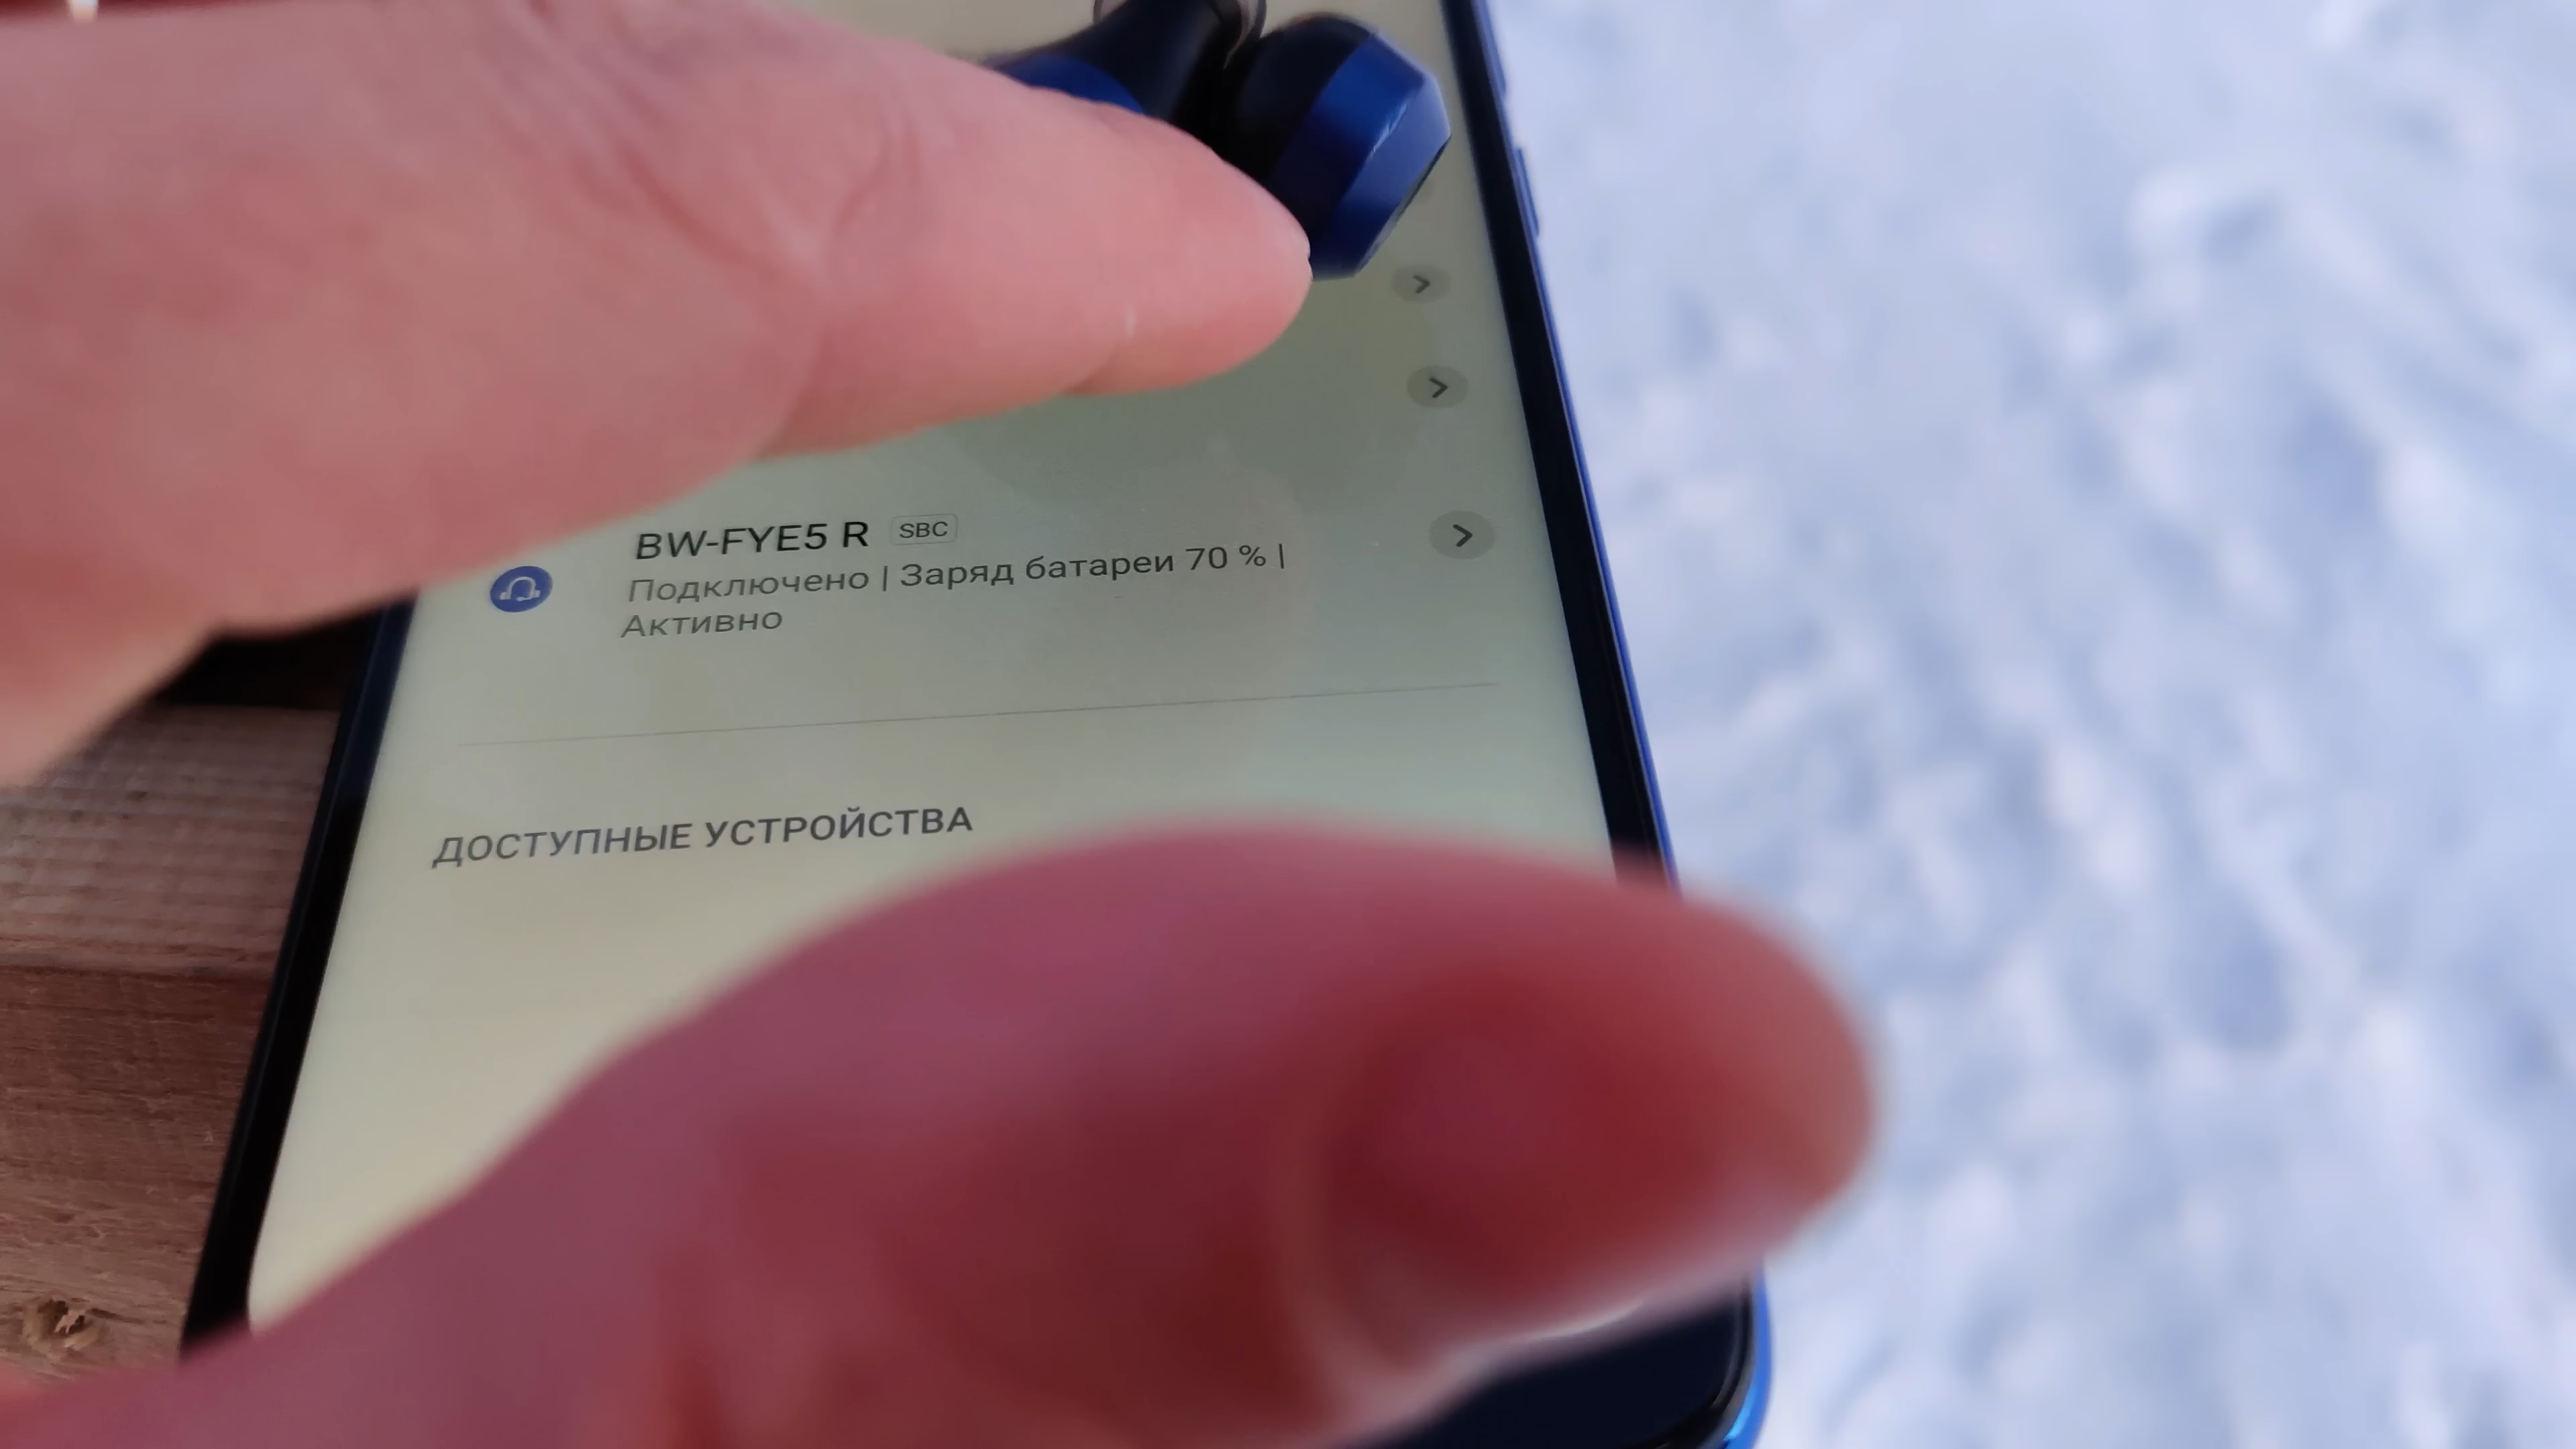 BW-FYE5 R SBC
Подключено | Заряд батареи 70 % |
Активно
ДОСТУПНЫЕ УСТРОЙСТВА